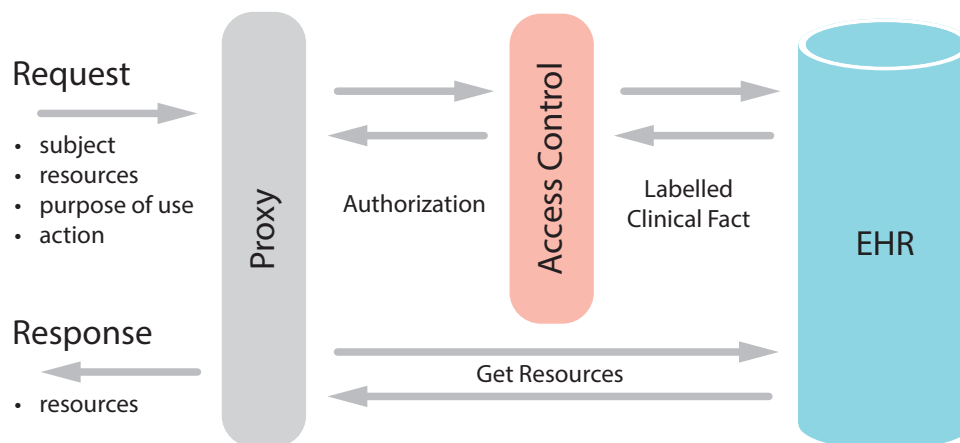 Request
• subject
• resources
• purpose of use
• action
Response
• resources
Proxy
Authorization
Access Control
Labelled
Clinical Fact
Get Resources
EHR